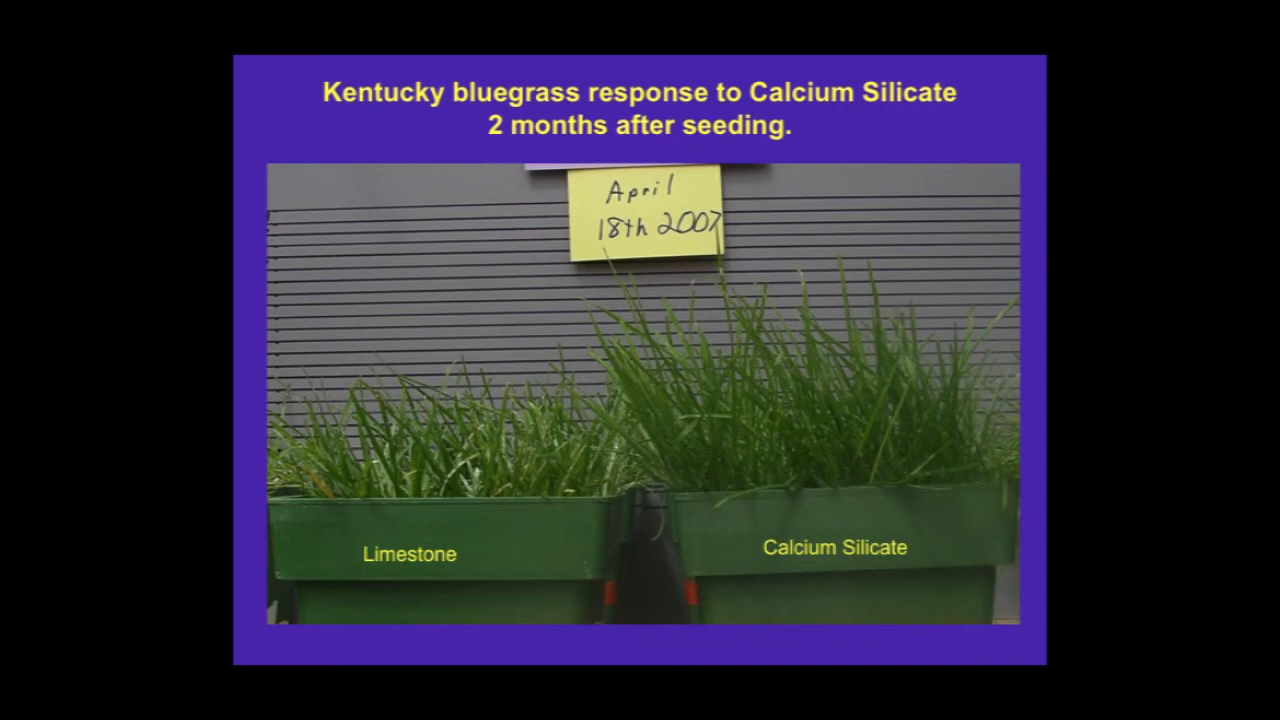 Kentucky bluegrass response to Calcium Silicate
2 months after seeding.
April
18th 2007
Limestone
Calcium Silicate